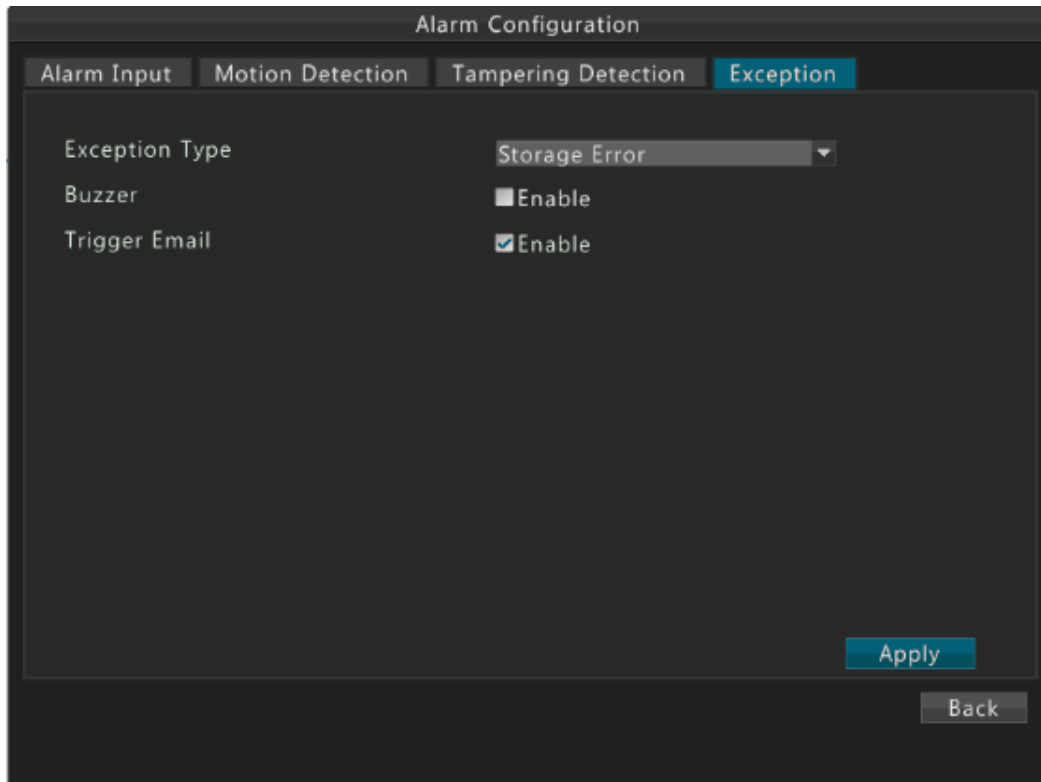 Alarm Configuration
Alarm Input Motion Detection Tampering Detection Exception
Exception Type Storage Error
Buzzer Enable
Trigger Email Enable
Apply
Back